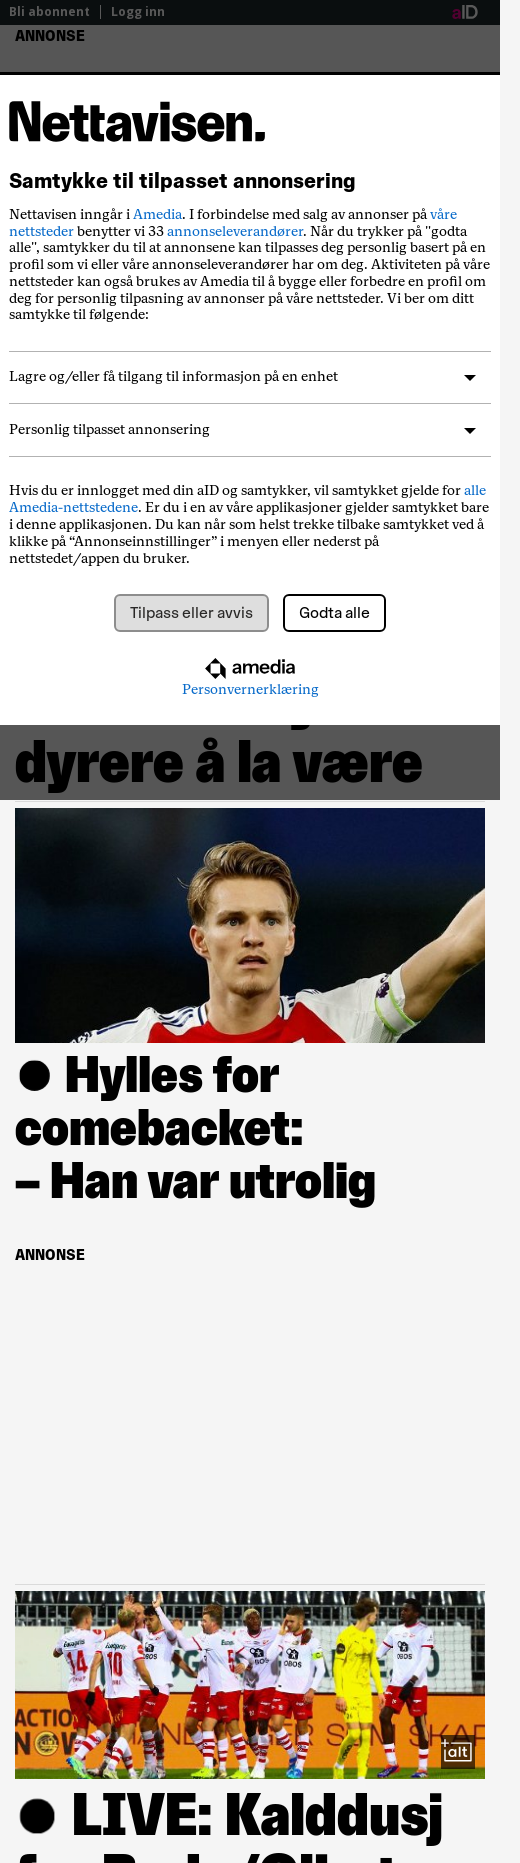 Bli abonnent | Logg inn
aID
ANNONSE
Nettavisen.
Samtykke til tilpasset annonsering
Nettavisen inngår i Amedia. I forbindelse med salg av annonser på våre
nettsteder benytter vi 33 annonseleverandører. Når du trykker på "godta
alle", samtykker du til at annonsene kan tilpasses deg personlig basert på en
profil som vi eller våre annonseleverandører har om deg. Aktiviteten på våre
nettsteder kan også brukes av Amedia til å bygge eller forbedre en profil om
deg for personlig tilpasning av annonser på våre nettsteder. Vi ber om ditt
samtykke til følgende:
Lagre og/eller få tilgang til informasjon på en enhet
Personlig tilpasset annonsering
Hvis du er innlogget med din aID og samtykker, vil samtykket gjelde for alle
Amedia-nettstedene. Er du i en av våre applikasjoner gjelder samtykket bare
i denne applikasjonen. Du kan når som helst trekke tilbake samtykket ved å
klikke på “Annonseinnstillinger” i menyen eller nederst på
nettstedet/appen du bruker.
Tilpass eller avvis
Godta alle
amedia
Personvernerklæring
dyrere å la være
● Hylles for
comebacket:
– Han var utrolig
ANNONSE
14
10
OBOS
OBOS
alt
● LIVE: Kalddusj